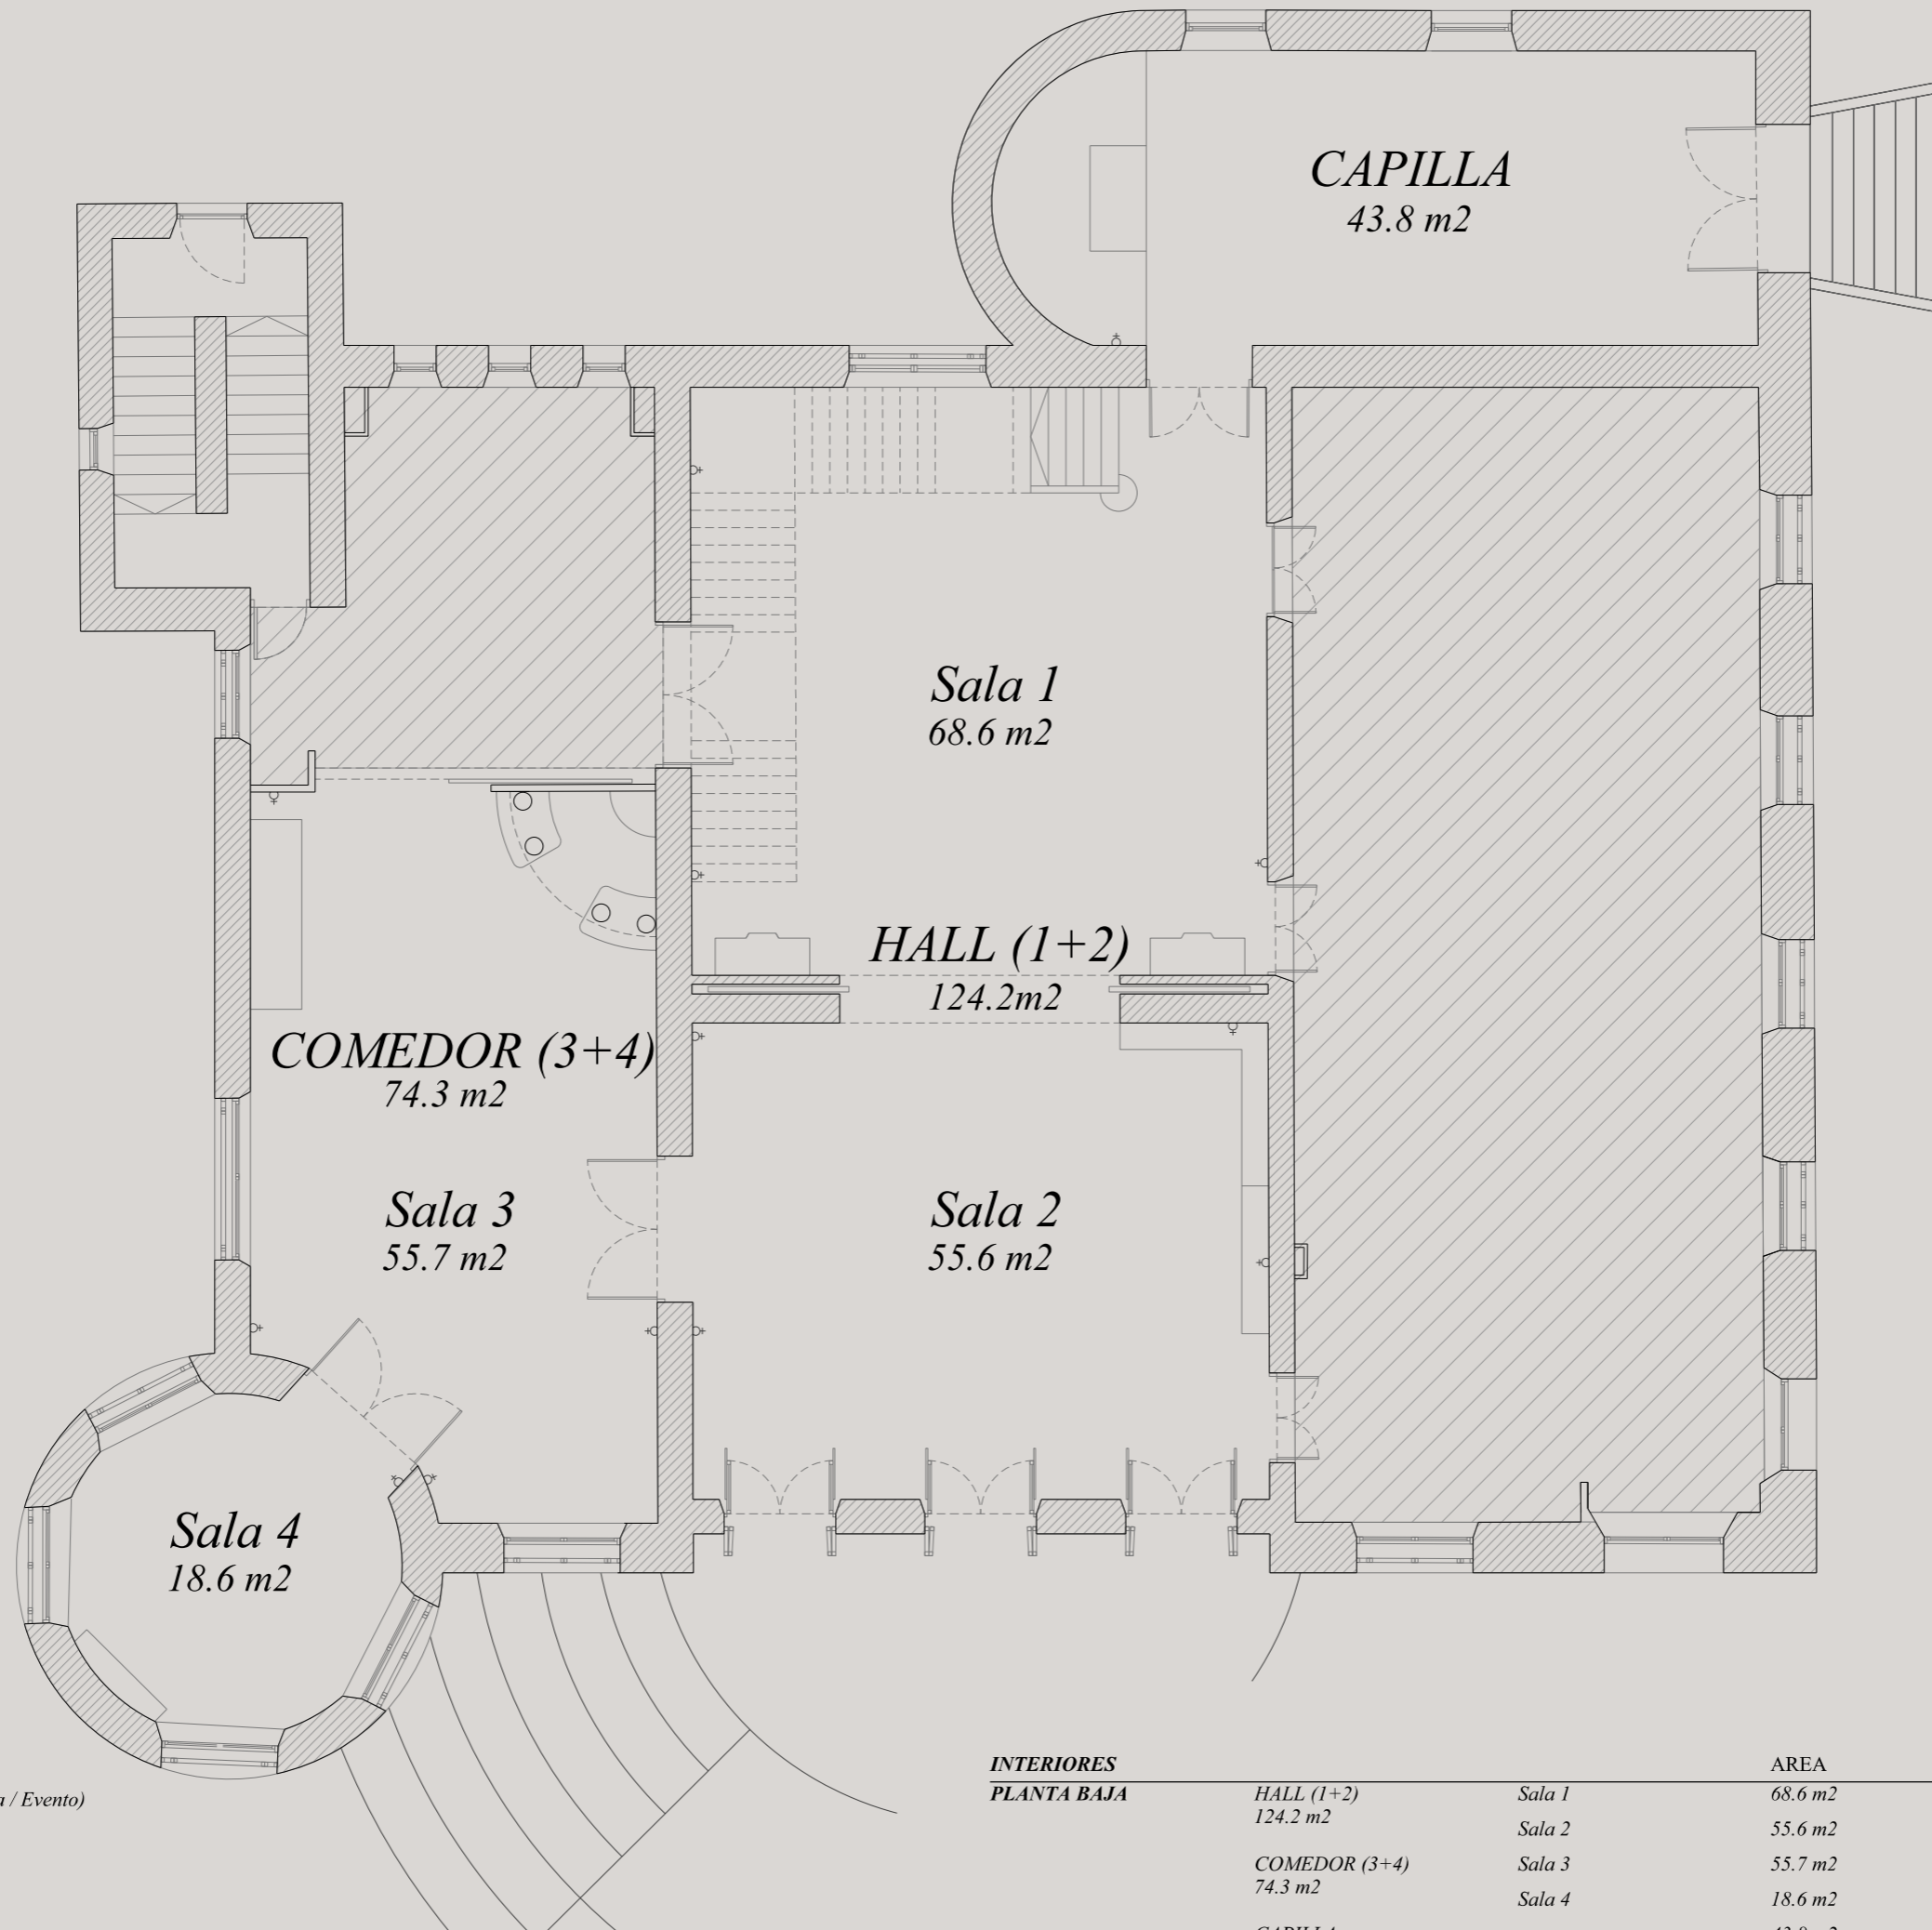 CAPILLA
43.8 m2
Sala 1
68.6 m2
HALL (1+2)
124.2m2
COMEDOR (3+4)
74.3 m2
Sala 3
55.7 m2
Sala 2
55.6 m2
Sala 4
18.6 m2
/ Evento)
INTERIORES AREA
PLANTA BAJA HALL (1+2) Sala 1 68.6 m2
124.2 m2
Sala 2 55.6 m2
COMEDOR (3+4) Sala 3 55.7 m2
74.3 m2
Sala 4 18.6 m2